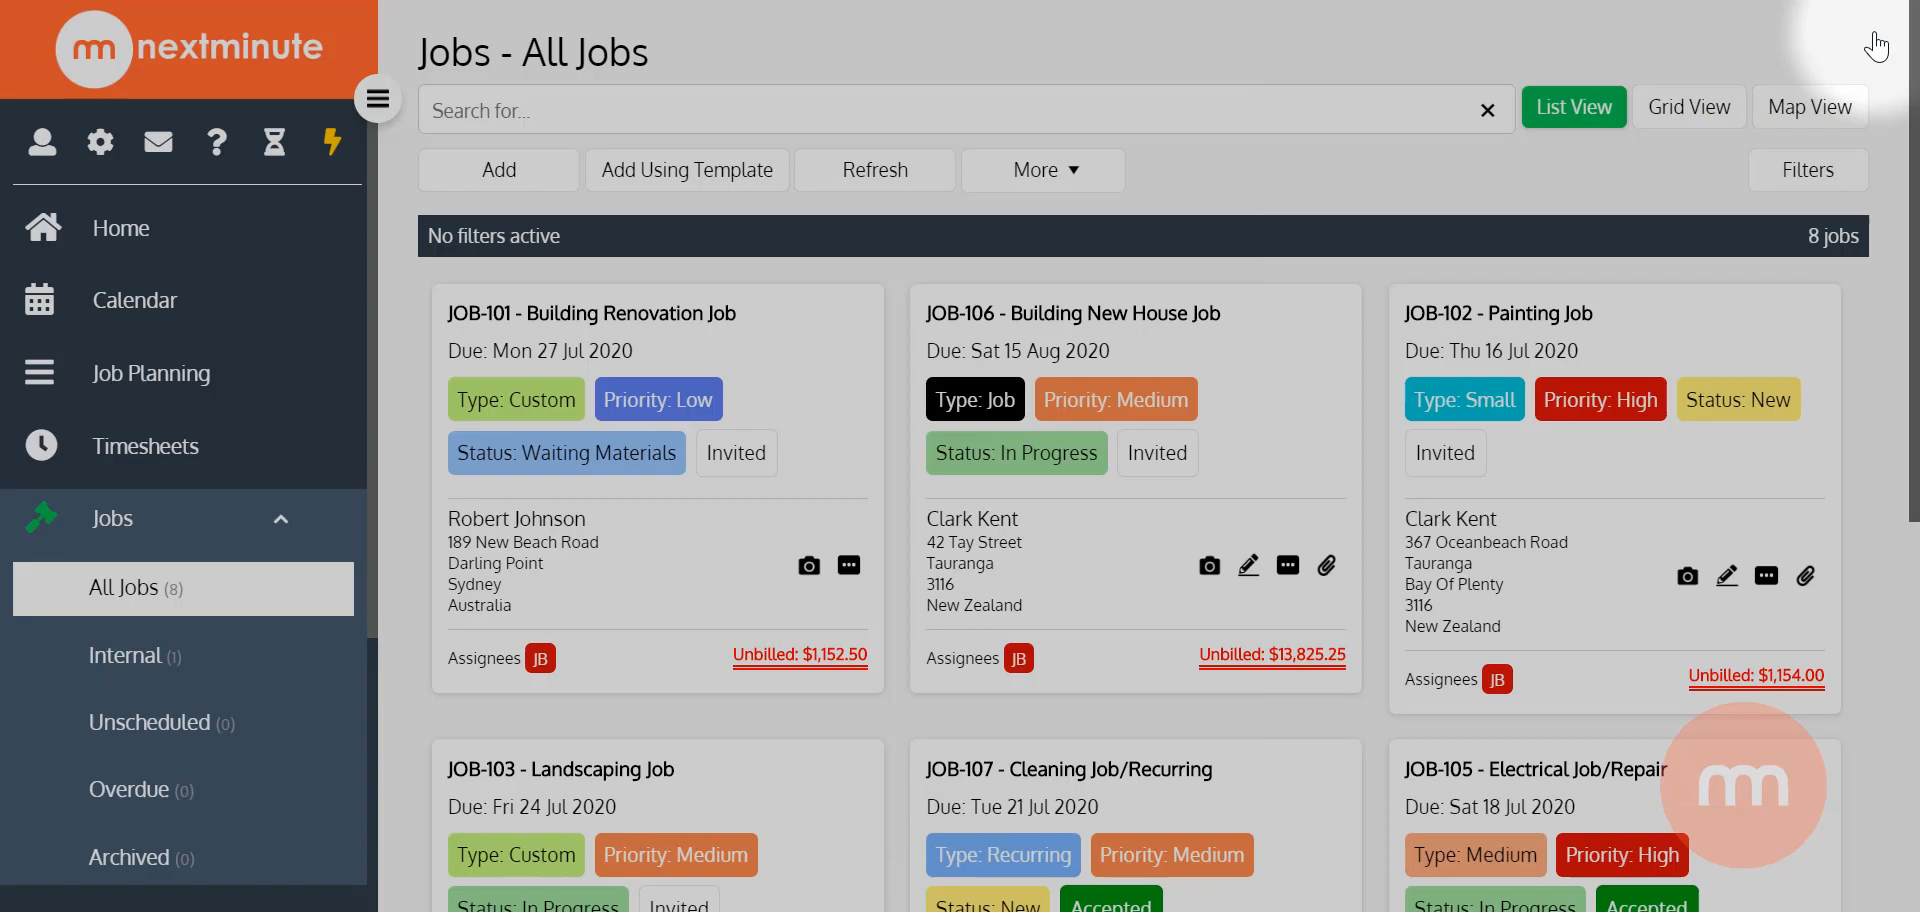 nextminute
Jobs - All Jobs
Search for...
List View
Grid View
Map View
Add
Add Using Template
Refresh
More
Filters
No filters active
8 jobs
Home
Calendar
Job Planning
Timesheets
Jobs
All Jobs (8)
Internal (1)
Unscheduled (0)
Overdue (0)
Archived (0)
JOB-101 - Building Renovation Job
Due: Mon 27 Jul 2020
Type: Custom
Priority: Low
Status: Waiting Materials
Invited
Robert Johnson
189 New Beach Road
Darling Point
Sydney
Australia
Assignees JB
Unbilled: $1,152.50
JOB-106 - Building New House Job
Due: Sat 15 Aug 2020
Type: Job
Priority: Medium
Status: In Progress
Invited
Clark Kent
42 Tay Street
Tauranga
3116
New Zealand
Assignees JB
Unbilled: $13,825.25
JOB-102 - Painting Job
Due: Thu 16 Jul 2020
Type: Small
Priority: High
Status: New
Invited
Clark Kent
367 Oceanbeach Road
Tauranga
Bay Of Plenty
3116
New Zealand
Assignees JB
Unbilled: $1,154.00
JOB-103 - Landscaping Job
Due: Fri 24 Jul 2020
Type: Custom
Priority: Medium
Status: In Progress
Invited
JOB-107 - Cleaning Job/Recurring
Due: Tue 21 Jul 2020
Type: Recurring
Priority: Medium
Status: New
Accepted
JOB-105 - Electrical Job/Repair
Due: Sat 18 Jul 2020
Type: Medium
Priority: High
Status: In Progress
Accepted